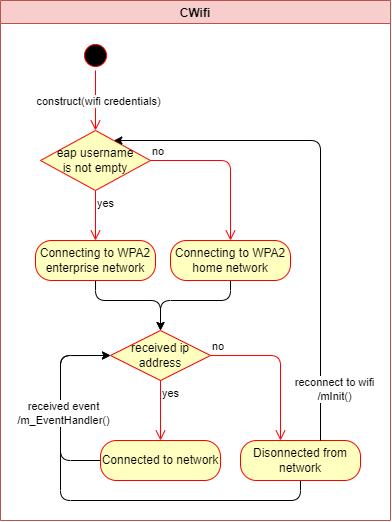 CWifi
construct(wifi credentials)
eap username
is not empty
no
yes
Connecting to WPA2
enterprise network
Connecting to WPA2
home network
received ip
address
no
yes
reconnect to wifi
/mInit()
received event
/m_EventHandler()
Connected to network
Disonnected from
network